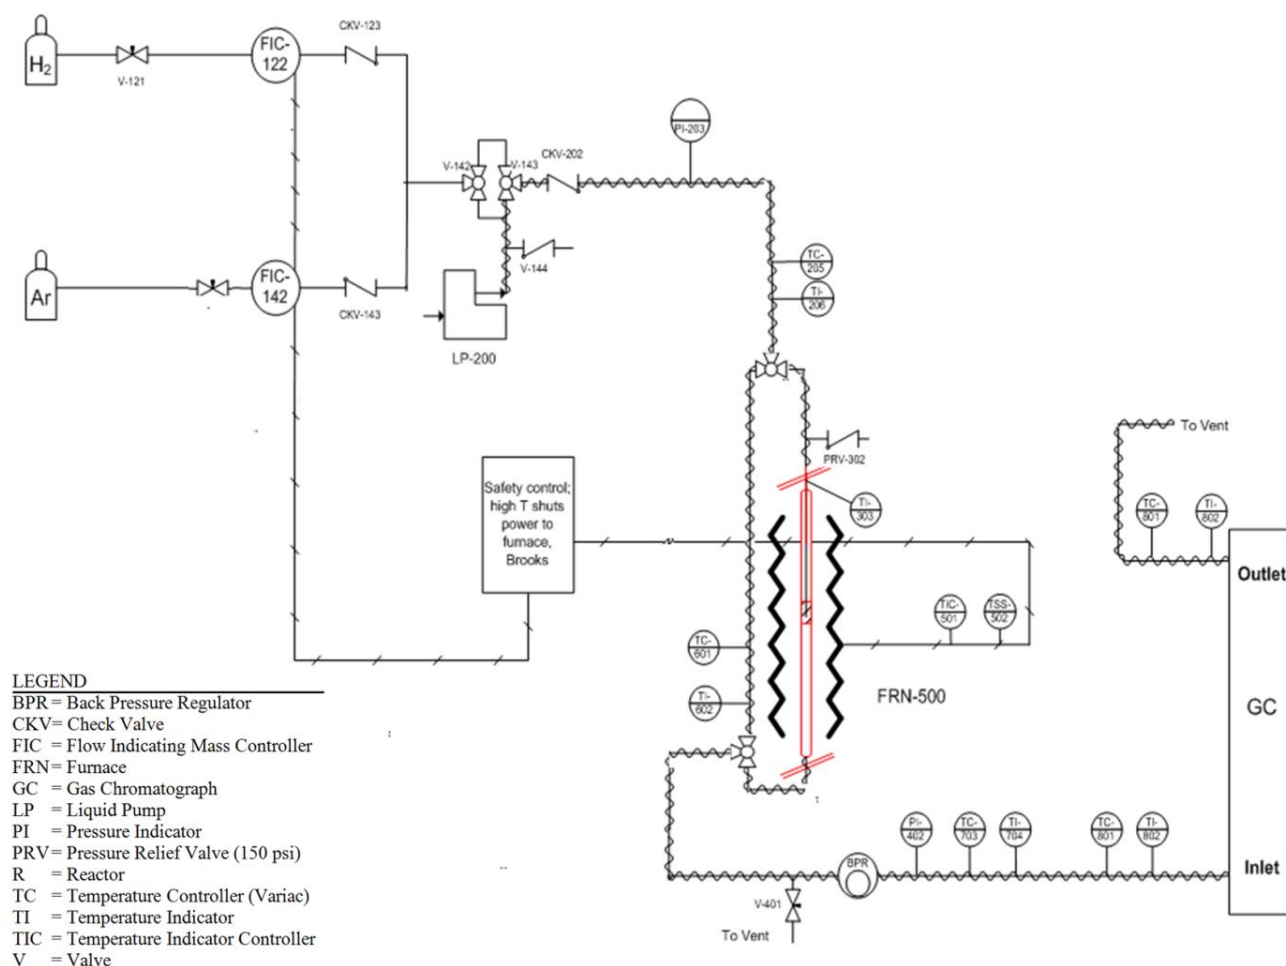 CKV-123
H2
FIC-
122
V-121
PI-203
V-142
V-143
CKV-202
V-144
Ar
FIC-
142
CKV-143
LP-200
TC-
205
TI-
206
PRV-302
To Vent
Safety control;
high T shuts
power to
furnace,
Brooks
TI-
303
TC-
801
TI-
802
Outlet
TIC-
501
TSS-
502
TC-
601
TI-
602
FRN-500
GC
PI-
402
TC-
703
TI-
704
TC-
801
TI-
802
BPR
Inlet
V-401
To Vent
LEGEND
BPR = Back Pressure Regulator
CKV= Check Valve
FIC = Flow Indicating Mass Controller
FRN= Furnace
GC = Gas Chromatograph
LP = Liquid Pump
PI = Pressure Indicator
PRV= Pressure Relief Valve (150 psi)
R = Reactor
TC = Temperature Controller (Variac)
TI = Temperature Indicator
TIC = Temperature Indicator Controller
V = Valve